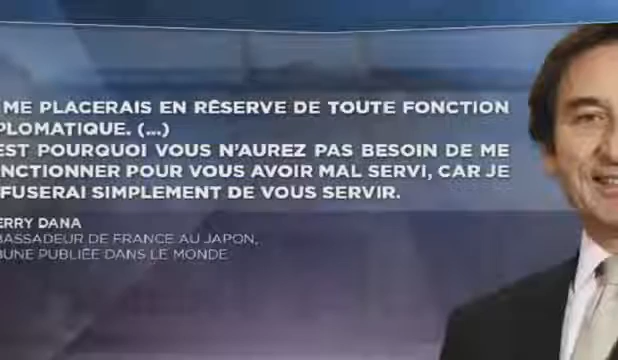 ME PLACERAIS EN RÉSERVE DE TOUTE FONCTION
PLOMATIQUE. (...)
EST POURQUOI VOUS N'AUREZ PAS BESOIN DE ME
NCTIONNER POUR VOUS AVOIR MAL SERVI, CAR JE
FUSERAI SIMPLEMENT DE VOUS SERVIR.
ERRY DANA
BASSADEUR DE FRANCE AU JAPON,
BUNE PUBLIÉE DANS LE MONDE